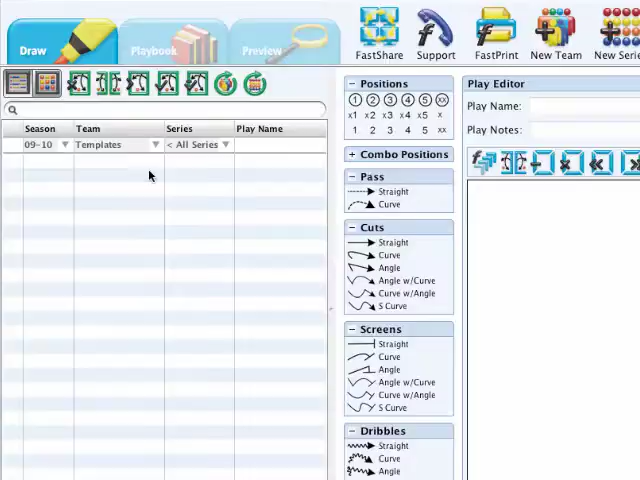 Draw
Playbook
Preview
FastShare
Support
FastPrint
New Team
New Serie
Season Team Series Play Name
09-10 Templates < All Series
Positions
1 2 3 4 5 xx
x1 x2 x3 x4 x5 x
1 2 3 4 5 xx
Combo Positions
Pass
Straight
Curve
Cuts
Straight
Curve
Angle
Angle w/Curve
Curve w/Angle
S Curve
Screens
Straight
Curve
Angle
Angle w/Curve
Curve w/Angle
S Curve
Dribbles
Straight
Curve
Angle
Play Editor
Play Name:
Play Notes: